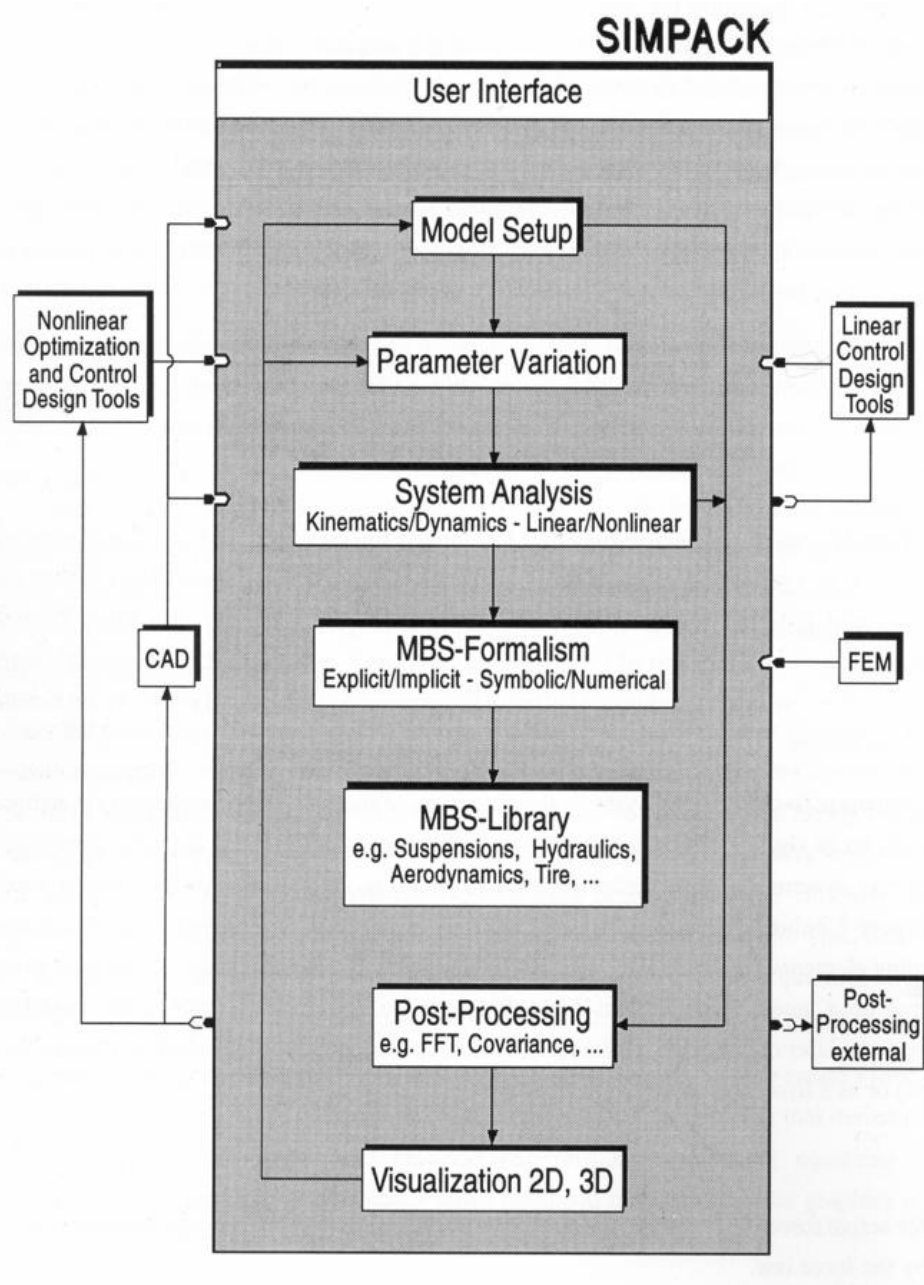 SIMPACK
User Interface
Model Setup
Nonlinear
Optimization
and Control
Design Tools
Parameter Variation
Linear
Control
Design
Tools
System Analysis
Kinematics/Dynamics - Linear/Nonlinear
CAD
MBS-Formalism
Explicit/Implicit - Symbolic/Numerical
FEM
MBS-Library
e.g. Suspensions, Hydraulics,
Aerodynamics, Tire, ...
Post-Processing
e.g. FFT, Covariance, ...
Post-
Processing
external
Visualization 2D, 3D